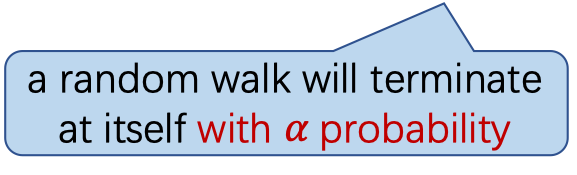 a random walk will terminate
at itself with α probability